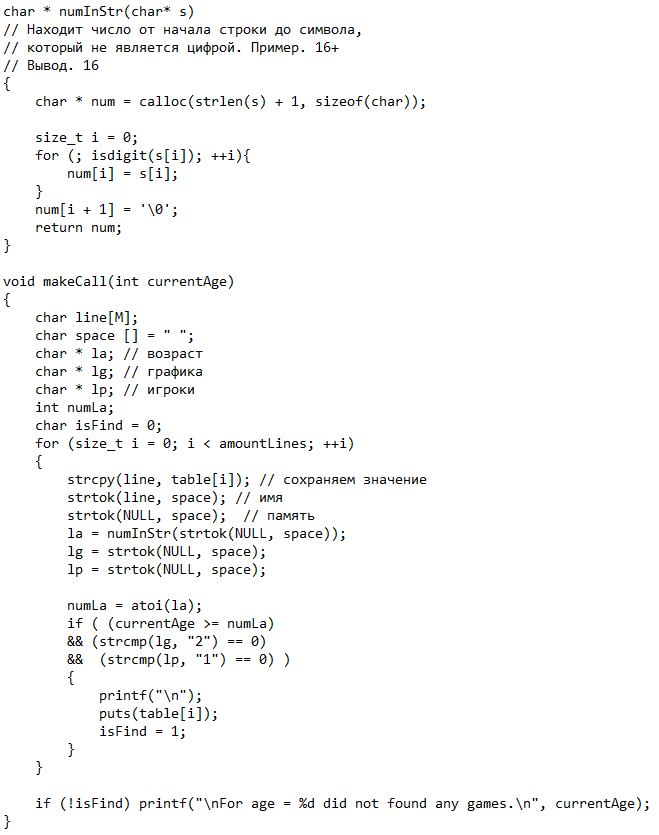 char * numInStr(char* s)
// Находит число от начала строки до символа,
// который не является цифрой. Пример. 16+
// Вывод. 16
{
    char * num = calloc(strlen(s) + 1, sizeof(char));

    size_t i = 0;
    for (; isdigit(s[i]); ++i){
        num[i] = s[i];
    }
    num[i + 1] = '\0';
    return num;
}

void makeCall(int currentAge)
{
    char line[M];
    char space [] = " ";
    char * la; // возраст
    char * lg; // графика
    char * lp; // игроки
    int numLa;
    char isFind = 0;
    for (size_t i = 0; i < amountLines; ++i)
    {
        strcpy(line, table[i]); // сохраняем значение
        strtok(line, space); // имя
        strtok(NULL, space);  // память
        la = numInStr(strtok(NULL, space));
        lg = strtok(NULL, space);
        lp = strtok(NULL, space);

        numLa = atoi(la);
        if ( (currentAge >= numLa)
        && (strcmp(lg, "2") == 0)
        &&  (strcmp(lp, "1") == 0) )
        {
            printf("\n");
            puts(table[i]);
            isFind = 1;
        }
    }

    if (!isFind) printf("\nFor age = %d did not found any games.\n", currentAge);
}